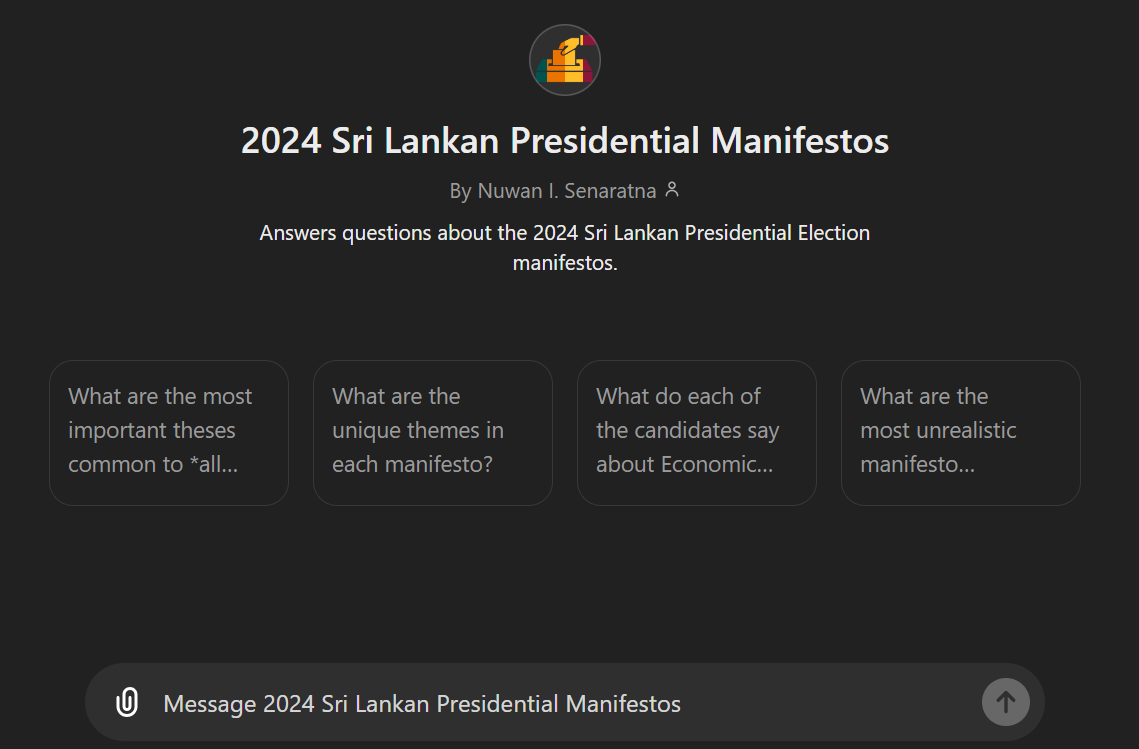 2024 Sri Lankan Presidential Manifestos
By Nuwan I. Senaratna
Answers questions about the 2024 Sri Lankan Presidential Election
manifestos.
What are the most
important theses
common to *all...
What are the
unique themes in
each manifesto?
What do each of
the candidates say
about Economic...
What are the
most unrealistic
manifesto...
Message 2024 Sri Lankan Presidential Manifestos